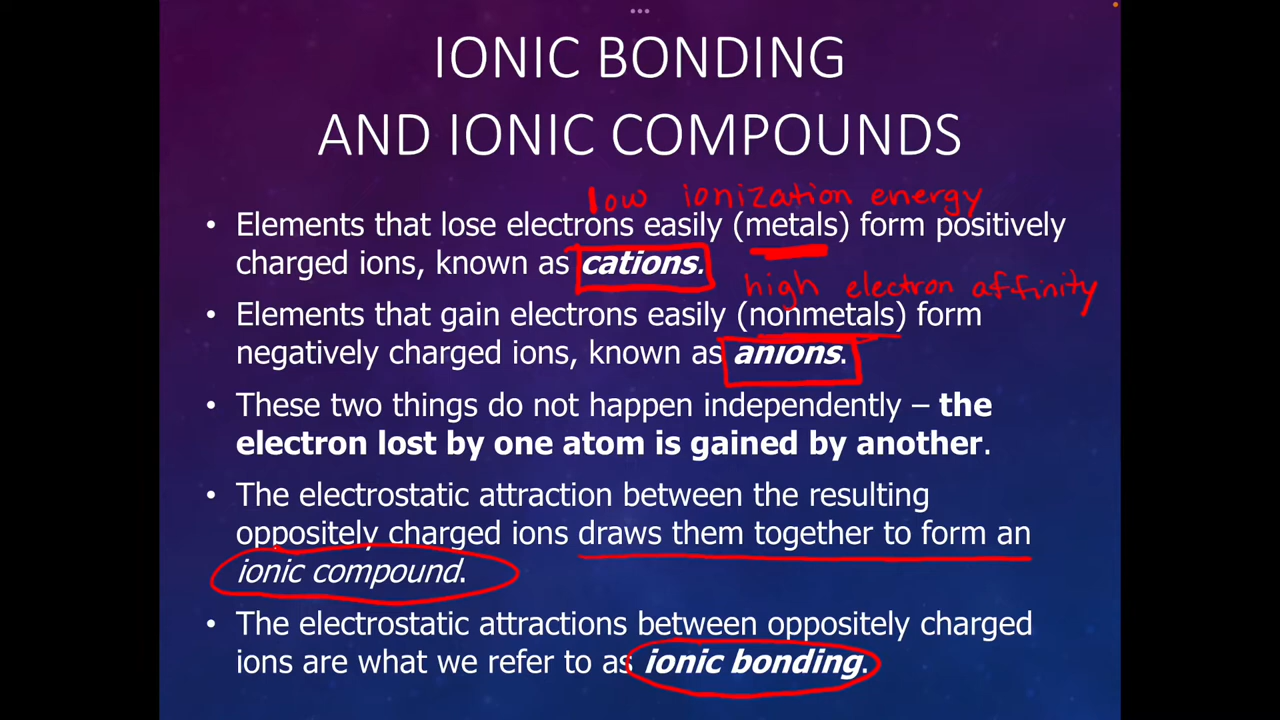 IONIC BONDING
AND IONIC COMPOUNDS
low ionization energy
• Elements that lose electrons easily (metals) form positively
charged ions, known as cations.
high electron affinity
• Elements that gain electrons easily (nonmetals) form
negatively charged ions, known as anions.
• These two things do not happen independently – the
electron lost by one atom is gained by another.
• The electrostatic attraction between the resulting
oppositely charged ions draws them together to form an
ionic compound.
• The electrostatic attractions between oppositely charged
ions are what we refer to as ionic bonding.